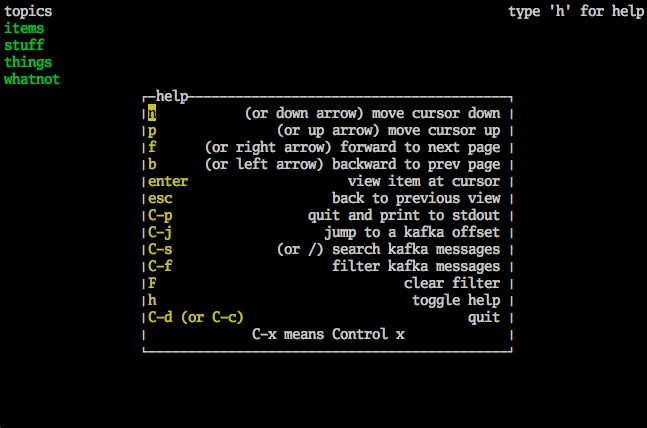 topics type 'h' for help
items
stuff
things
whatnot
help
n (or down arrow) move cursor down
p (or up arrow) move cursor up
f (or right arrow) forward to next page
b (or left arrow) backward to prev page
enter view item at cursor
esc back to previous view
C-p quit and print to stdout
C-j jump to a kafka offset
C-s (or /) search kafka messages
C-f filter kafka messages
F clear filter
h toggle help
C-d (or C-c) quit
C-x means Control x